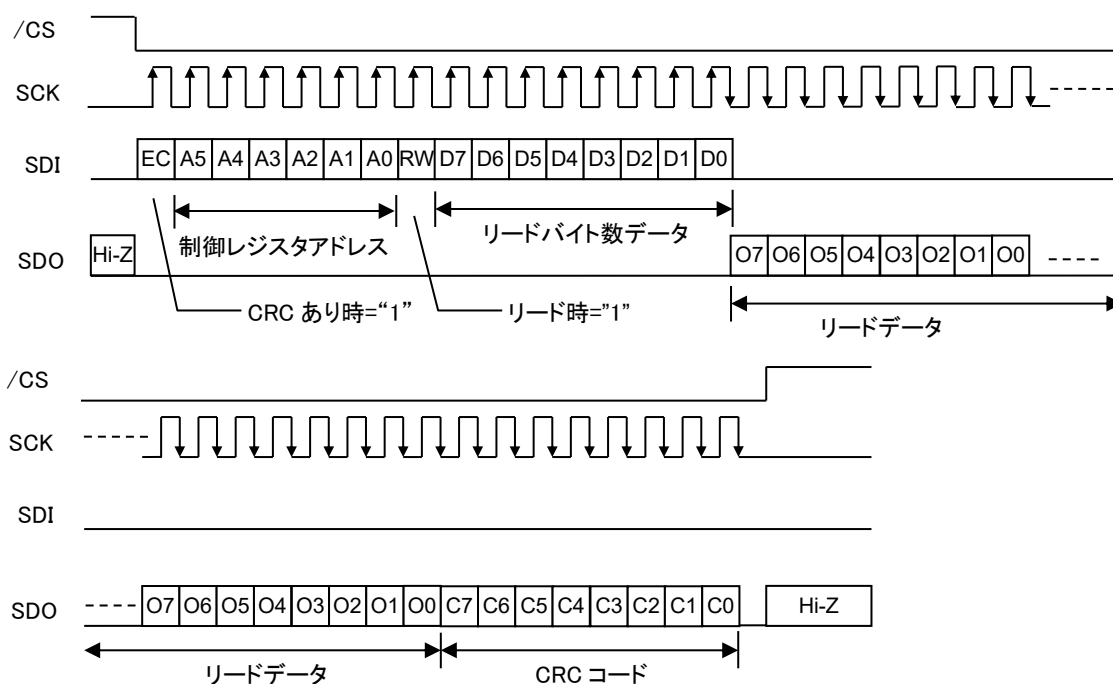 /CS
SCK
SDI EC A5 A4 A3 A2 A1 A0 RW D7 D6 D5 D4 D3 D2 D1 D0
制御レジスタアドレス リードバイト数データ
SDO Hi-Z O7 O6 O5 O4 O3 O2 O1 O0
CRC あり時=“1” リード時=”1”
リードデータ
/CS
SCK
SDI
SDO O7 O6 O5 O4 O3 O2 O1 O0 C7 C6 C5 C4 C3 C2 C1 C0 Hi-Z
リードデータ CRC コード